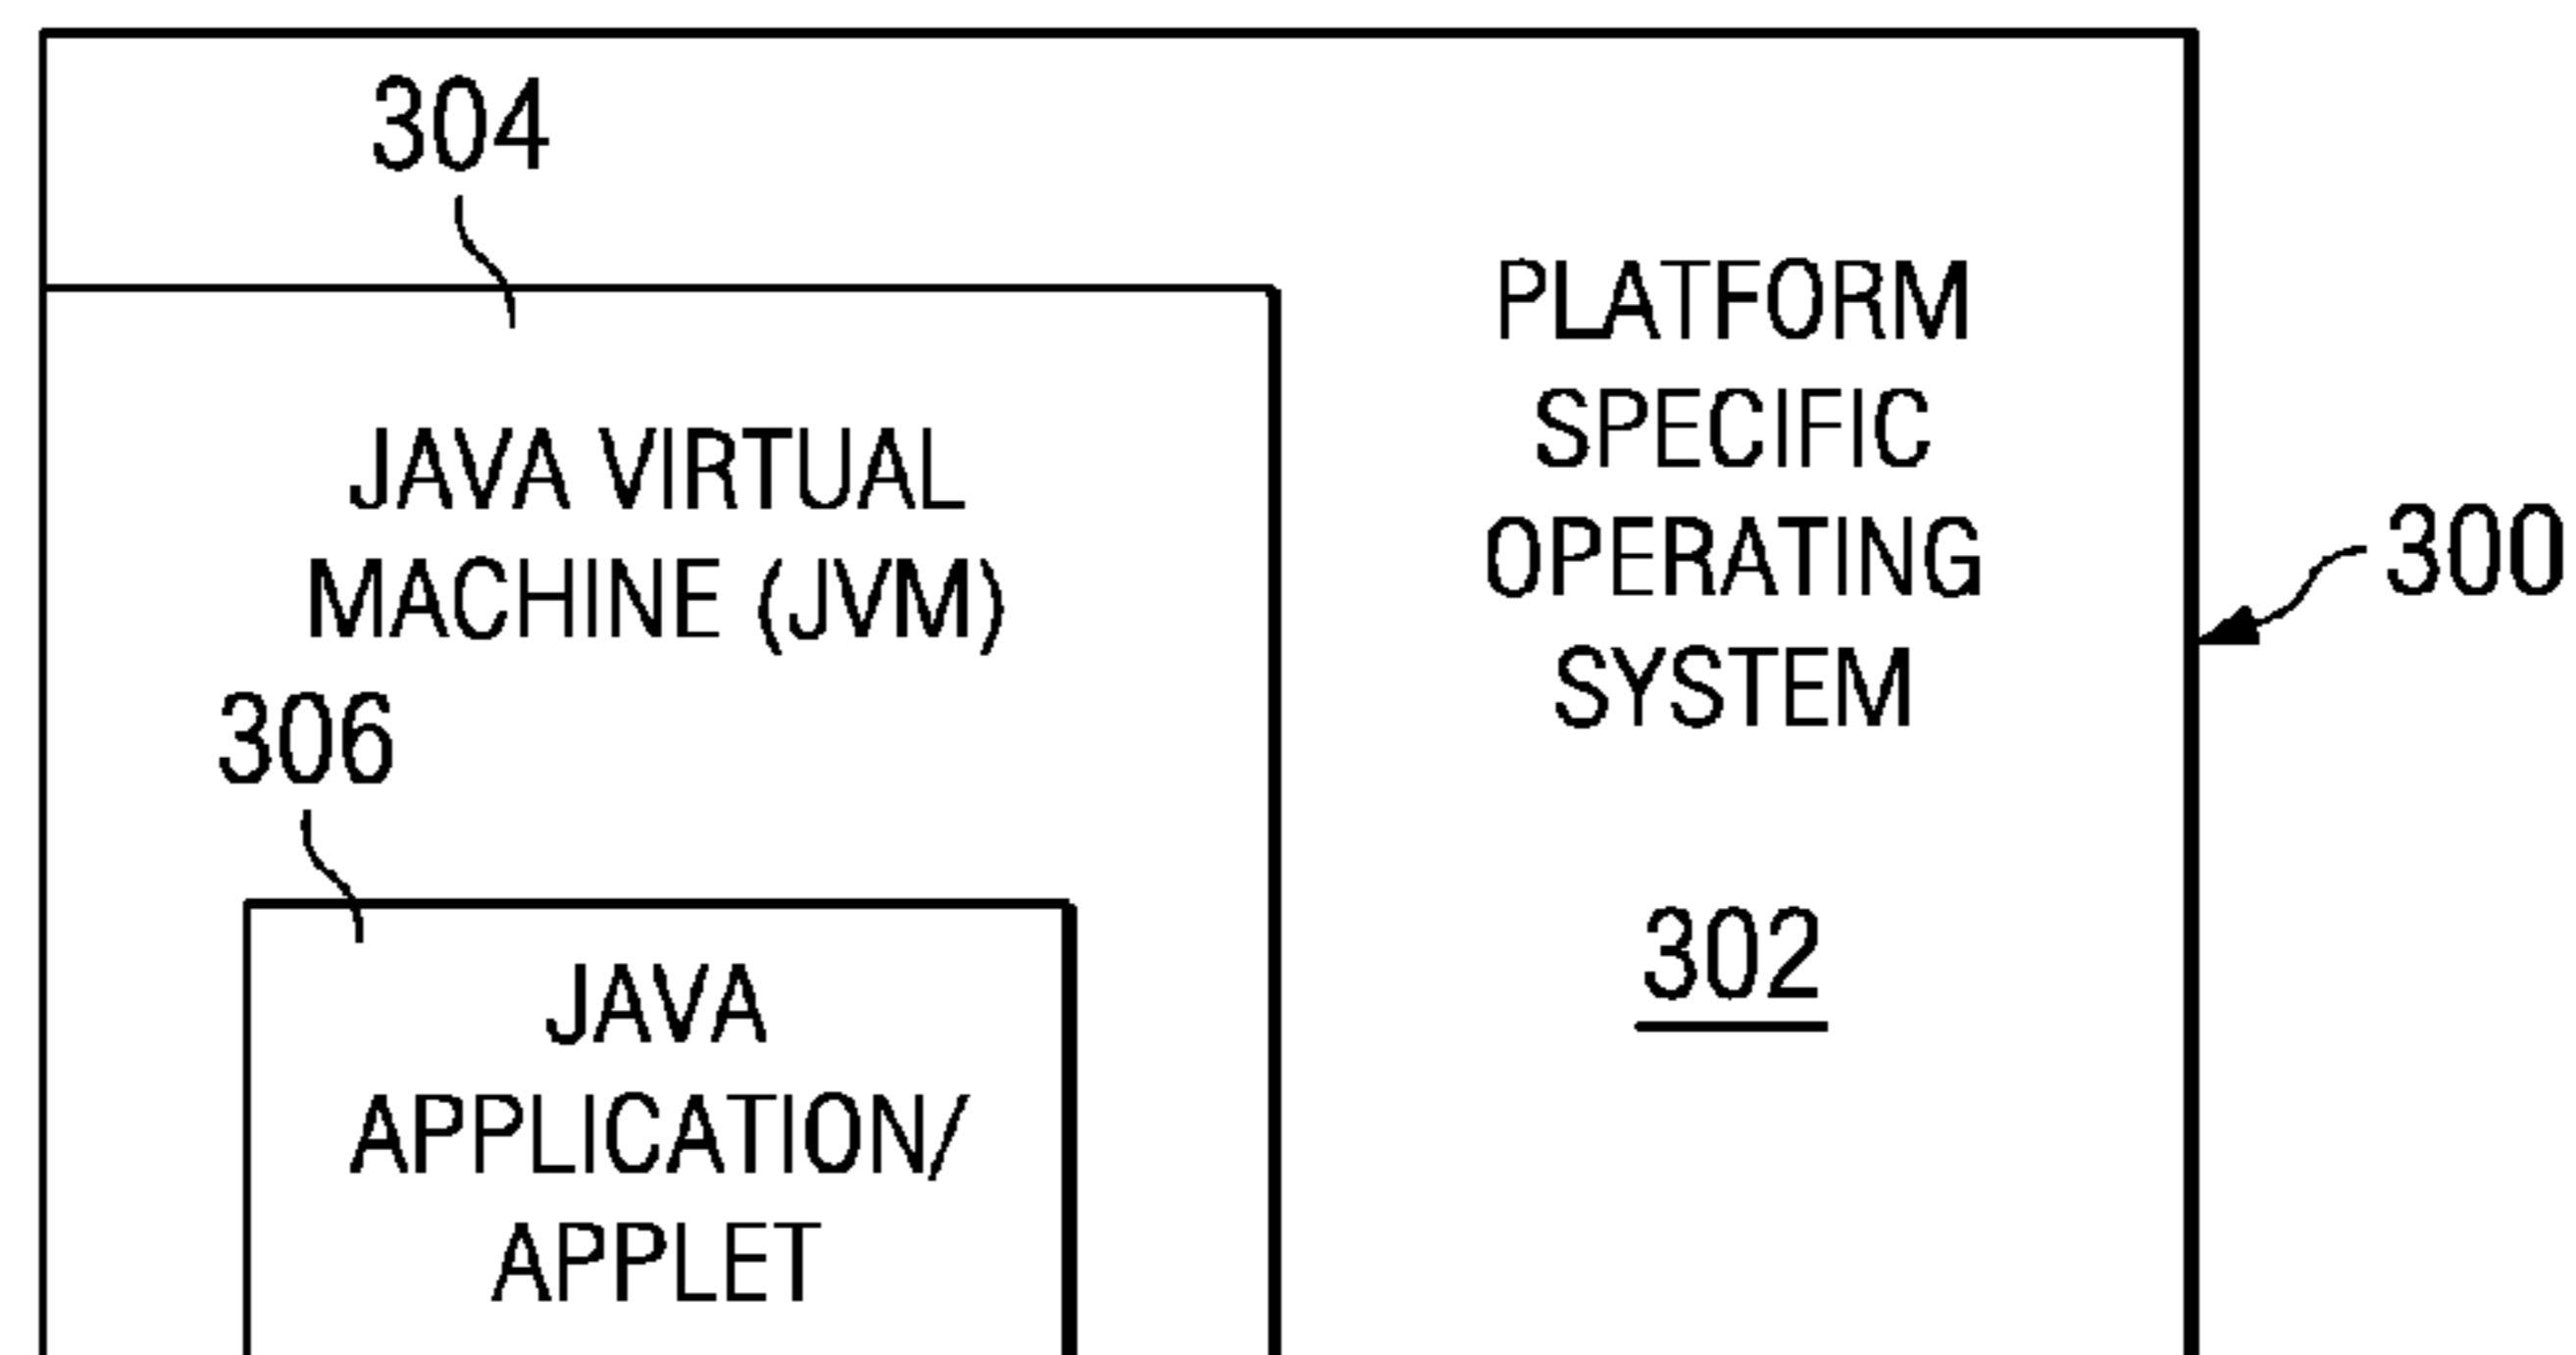 304
JAVA VIRTUAL
MACHINE (JVM)
306
JAVA
APPLICATION/
APPLET
PLATFORM
SPECIFIC
OPERATING
SYSTEM
302
300